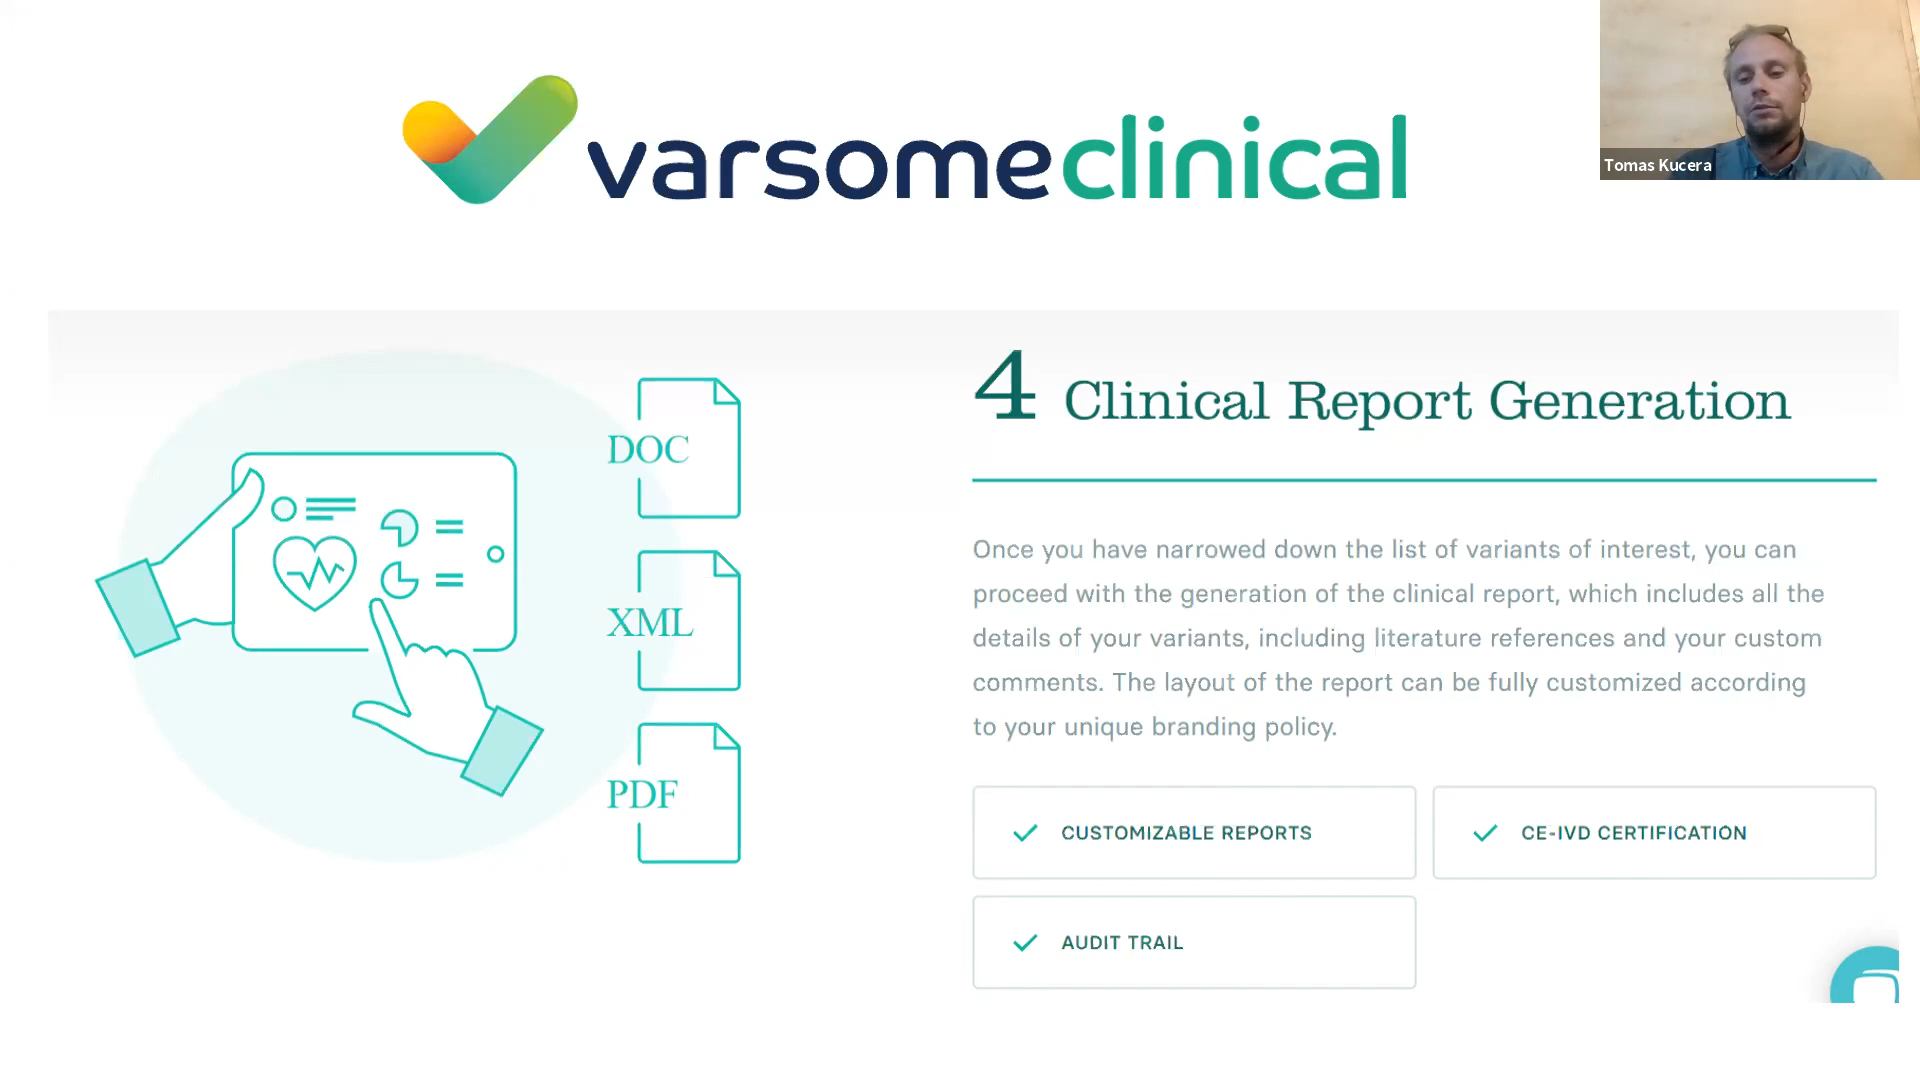 varsomeclinical
Tomas Kucera
DOC
XML
PDF
4 Clinical Report Generation
Once you have narrowed down the list of variants of interest, you can
proceed with the generation of the clinical report, which includes all the
details of your variants, including literature references and your custom
comments. The layout of the report can be fully customized according
to your unique branding policy.
CUSTOMIZABLE REPORTS
CE-IVD CERTIFICATION
AUDIT TRAIL